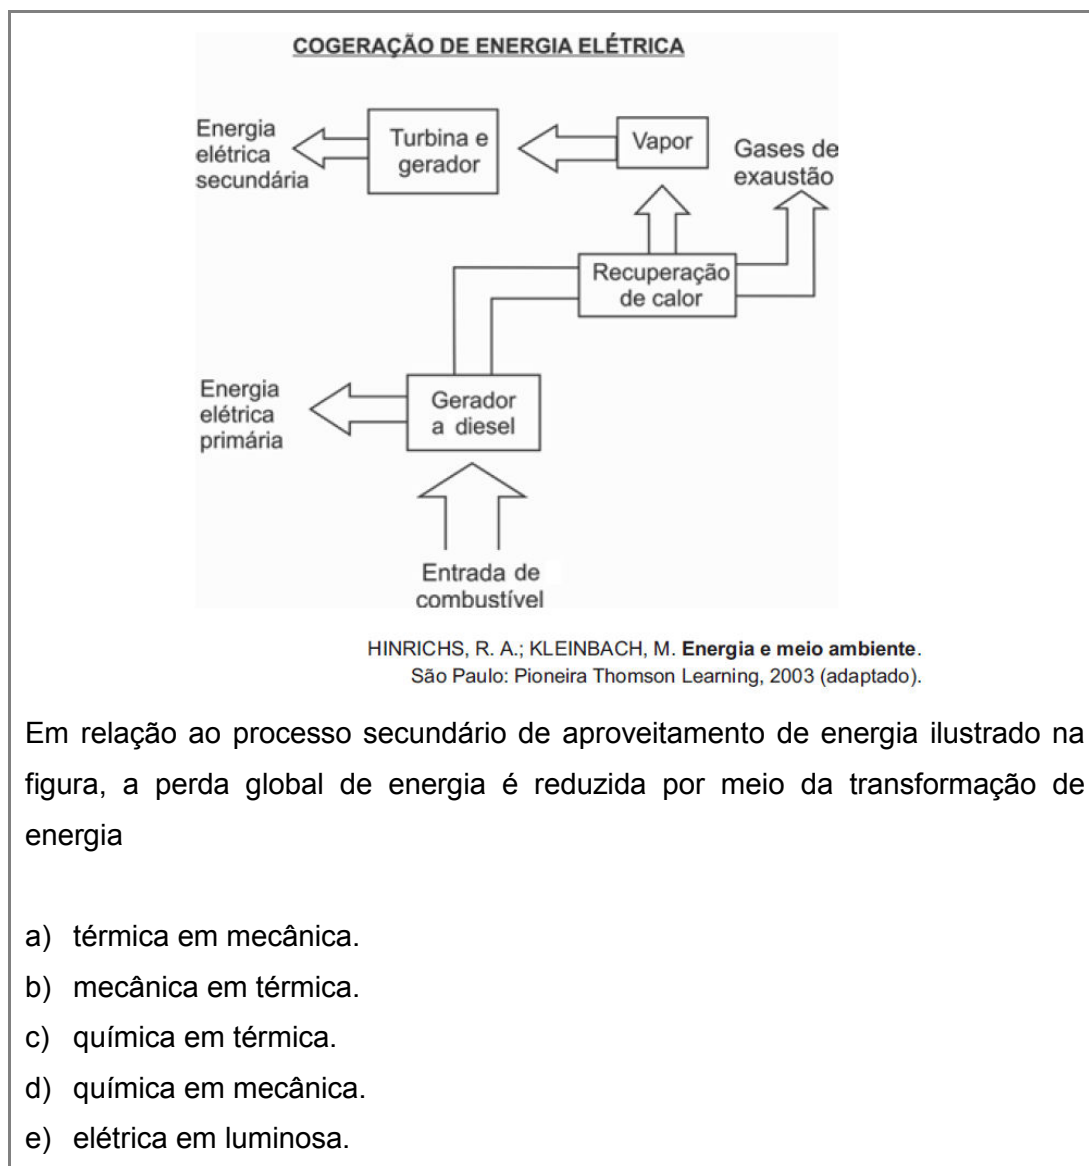 COGERAÇÃO DE ENERGIA ELÉTRICA
Energia
elétrica
secundária
Turbina e
gerador
Vapor
Gases de
exaustão
Recuperação
de calor
Energia
elétrica
primária
Gerador
a diesel
Entrada de
combustível
HINRICHS, R. A.; KLEINBACH, M. Energia e meio ambiente.
São Paulo: Pioneira Thomson Learning, 2003 (adaptado).
Em relação ao processo secundário de aproveitamento de energia ilustrado na
figura, a perda global de energia é reduzida por meio da transformação de
energia
a) térmica em mecânica.
b) mecânica em térmica.
c) química em térmica.
d) química em mecânica.
e) elétrica em luminosa.